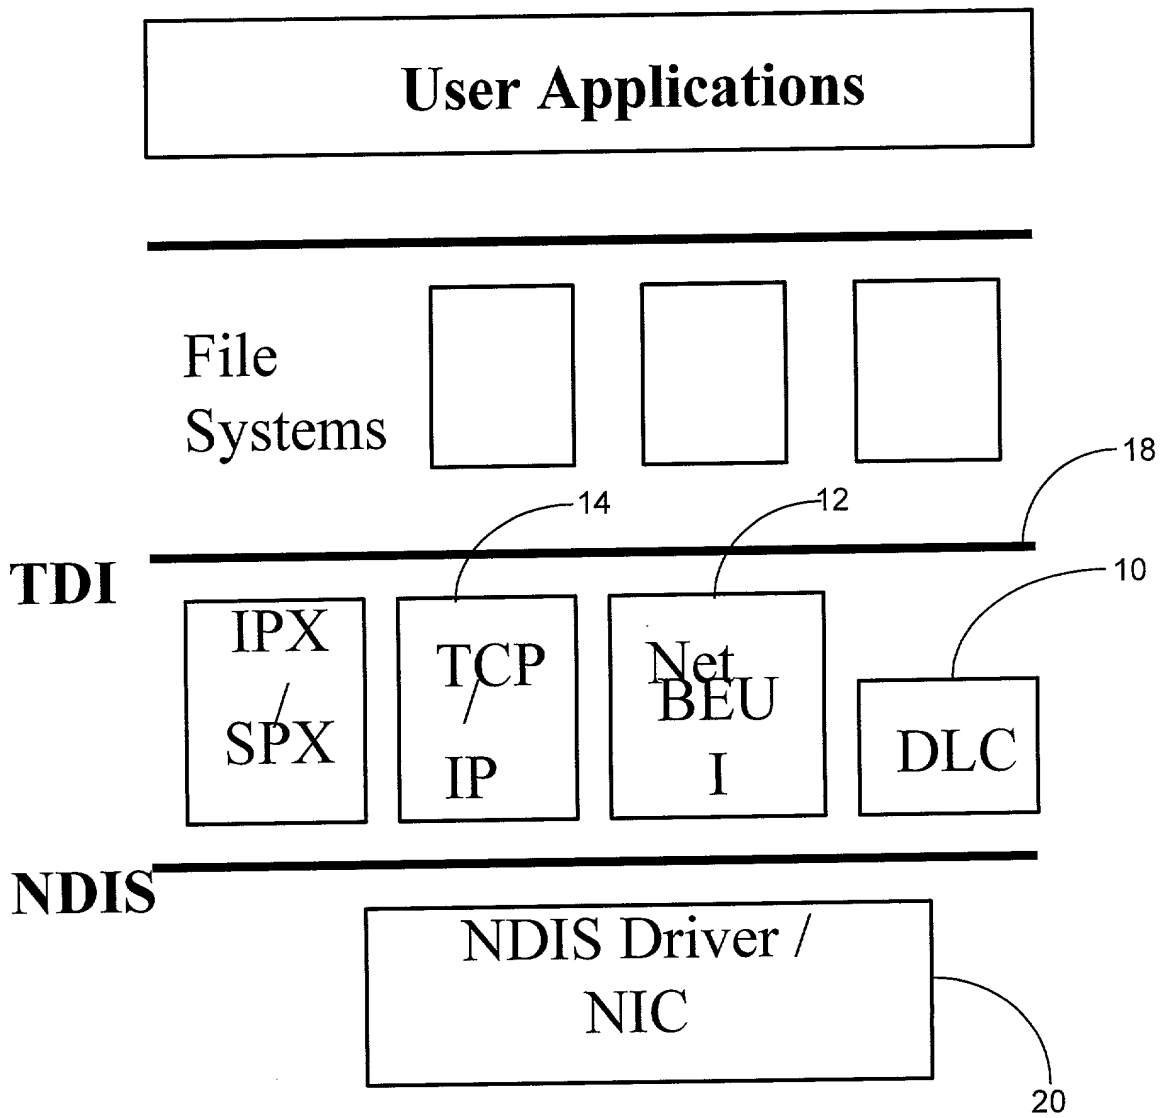 User Applications
File
Systems
18
14
12
TDI
10
IPX
/
SPX
TCP
/
IP
Net
BEU
I
DLC
NDIS
NDIS Driver /
NIC
20